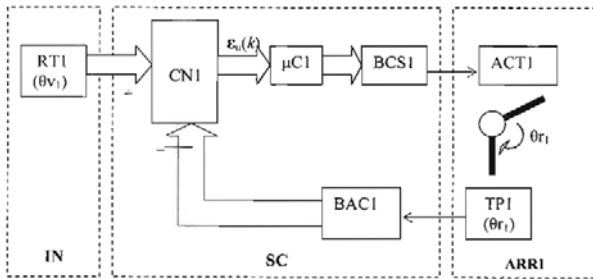 RT1
(θv₁)
+
CN1
εᵤ(k)
μC1
BCS1
ACT1
θr₁
−
BAC1
TP1
(θr₁)
IN
SC
ARR1